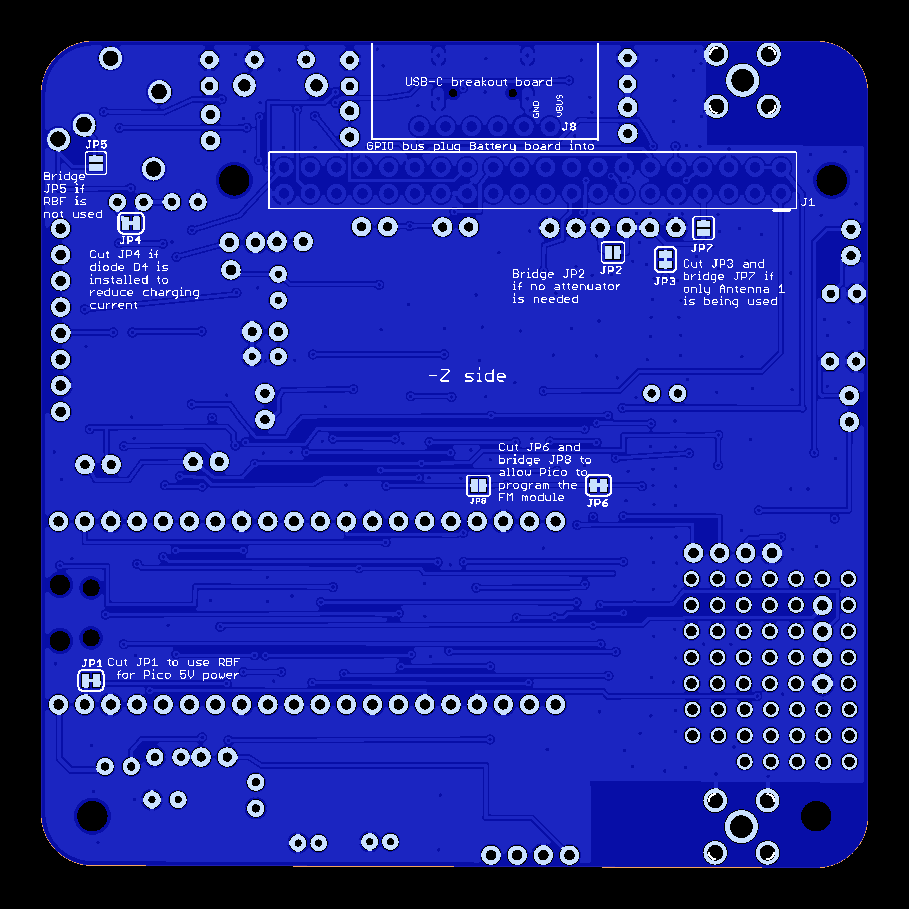 USB-C breakout board
GND
VBUS
J8
GPIO bus plug Battery board into
J1
JP5
Bridge
JP5 if
RBF is
not used
JP4
Cut JP4 if
diode D4 is
installed to
reduce charging
current
JP7
JP2
JP3
Bridge JP2
if no attenuator
is needed
Cut JP3 and
bridge JP7 if
only Antenna 1
is being used
-Z side
Cut JP6 and
bridge JP8 to
allow Pico to
program the
FM module
JP8
JP6
JP1
Cut JP1 to use RBF
for Pico 5V power